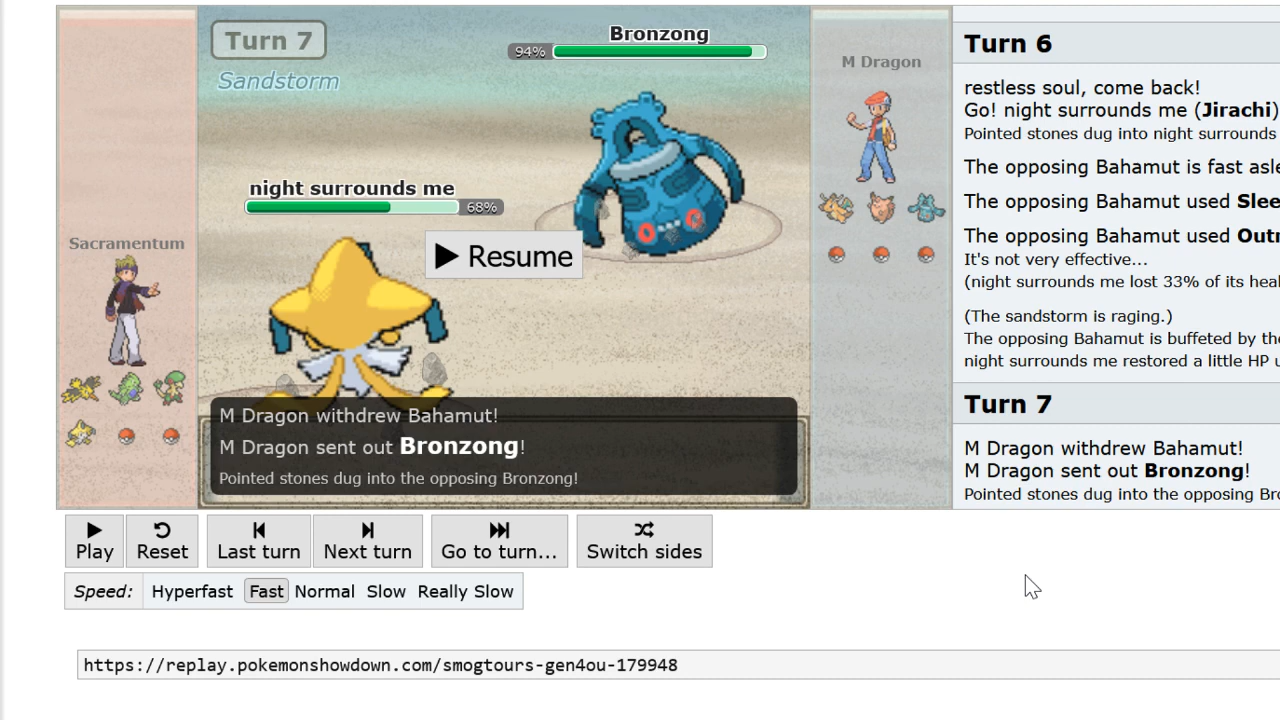 Turn 7
Sandstorm
Bronzong
94%
night surrounds me
68%
Resume
Sacramentum
M Dragon
M Dragon withdrew Bahamut!
M Dragon sent out Bronzong!
Pointed stones dug into the opposing Bronzong!
Turn 6
restless soul, come back!
Go! night surrounds me (Jirachi)
Pointed stones dug into night surrounds
The opposing Bahamut is fast asle
The opposing Bahamut used Slee
The opposing Bahamut used Outr
It's not very effective...
(night surrounds me lost 33% of its heal
(The sandstorm is raging.)
The opposing Bahamut is buffeted by the
night surrounds me restored a little HP u
Turn 7
M Dragon withdrew Bahamut!
M Dragon sent out Bronzong!
Pointed stones dug into the opposing Bro
Play
Reset
Last turn
Next turn
Go to turn...
Switch sides
Speed: Hyperfast Fast Normal Slow Really Slow
https://replay.pokemonshowdown.com/smogtours-gen4ou-179948